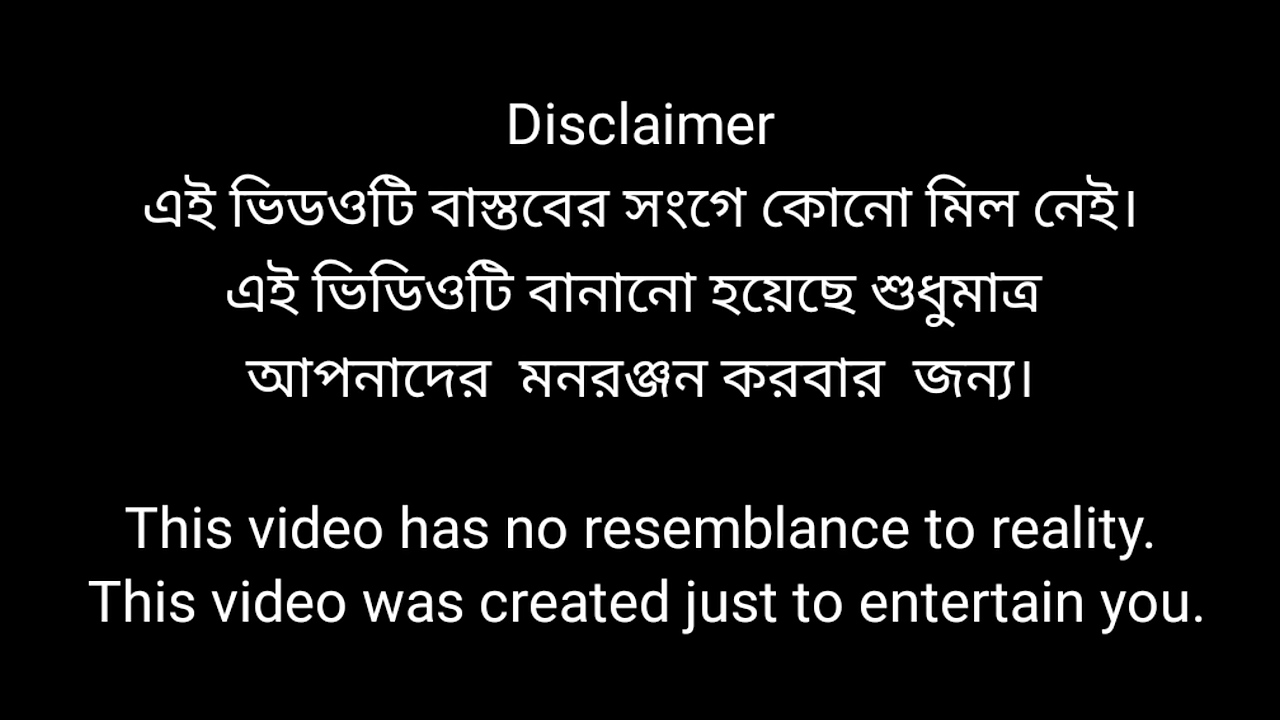 Disclaimer
এই ভিডওটি বাস্তবের সংগে কোনো মিল নেই।
এই ভিডিওটি বানানো হয়েছে শুধুমাত্র
আপনাদের মনরঞ্জন করবার জন্য।
This video has no resemblance to reality.
This video was created just to entertain you.